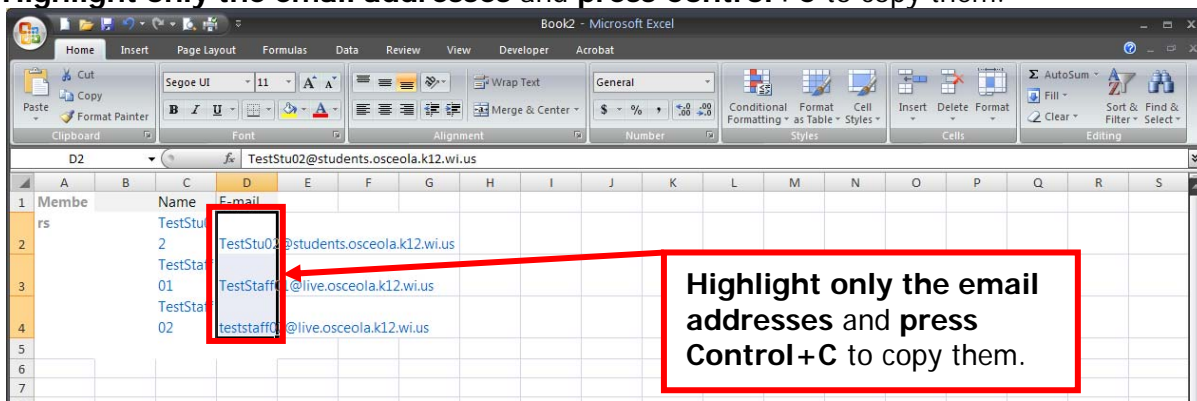 Highlight only the email addresses and press Control+C to copy them.
Book2 - Microsoft Excel
Home Insert Page Layout Formulas Data Review View Developer Acrobat
Cut
Copy
Format Painter
Paste
Clipboard
Segoe UI 11
B I U
Font
Wrap Text
Merge & Center
Alignment
General
$ % ,
Number
Conditional Formatting
Format as Table
Cell Styles
Styles
Insert Delete Format
Cells
Σ AutoSum
Fill
Clear
Sort & Filter
Find & Select
Editing
D2 fx TestStu02@students.osceola.k12.wi.us
A B C D E F G H I J K L M N O P Q R S
1 Membe Name E-mail
rs TestStu0
2 2 TestStu02@students.osceola.k12.wi.us
TestStaf
3 01 TestStaff01@live.osceola.k12.wi.us
TestStaf
4 02 teststaff02@live.osceola.k12.wi.us
5
6
7
Highlight only the email
addresses and press
Control+C to copy them.